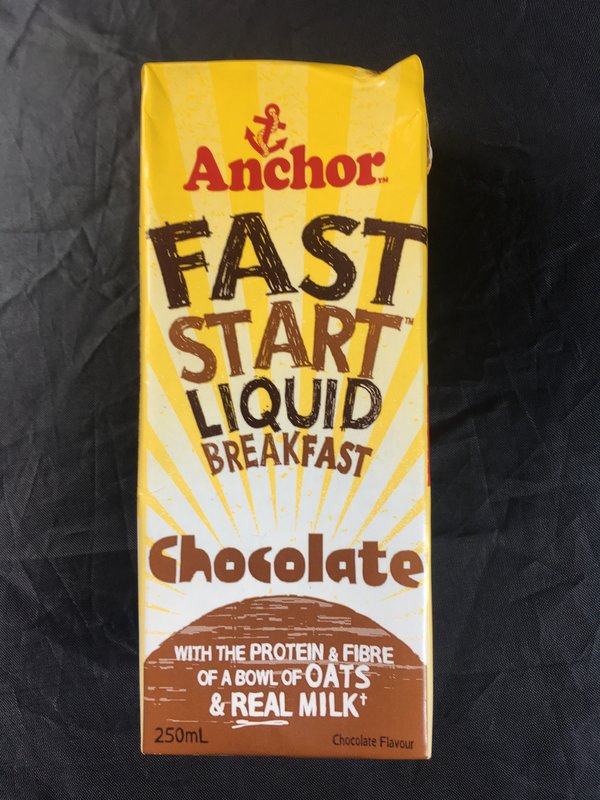 Anchor™
FAST
START™
LIQUID
BREAKFAST
Chocolate
WITH THE PROTEIN & FIBRE
OF A BOWL OF OATS
& REAL MILK†
250mL
Chocolate Flavour